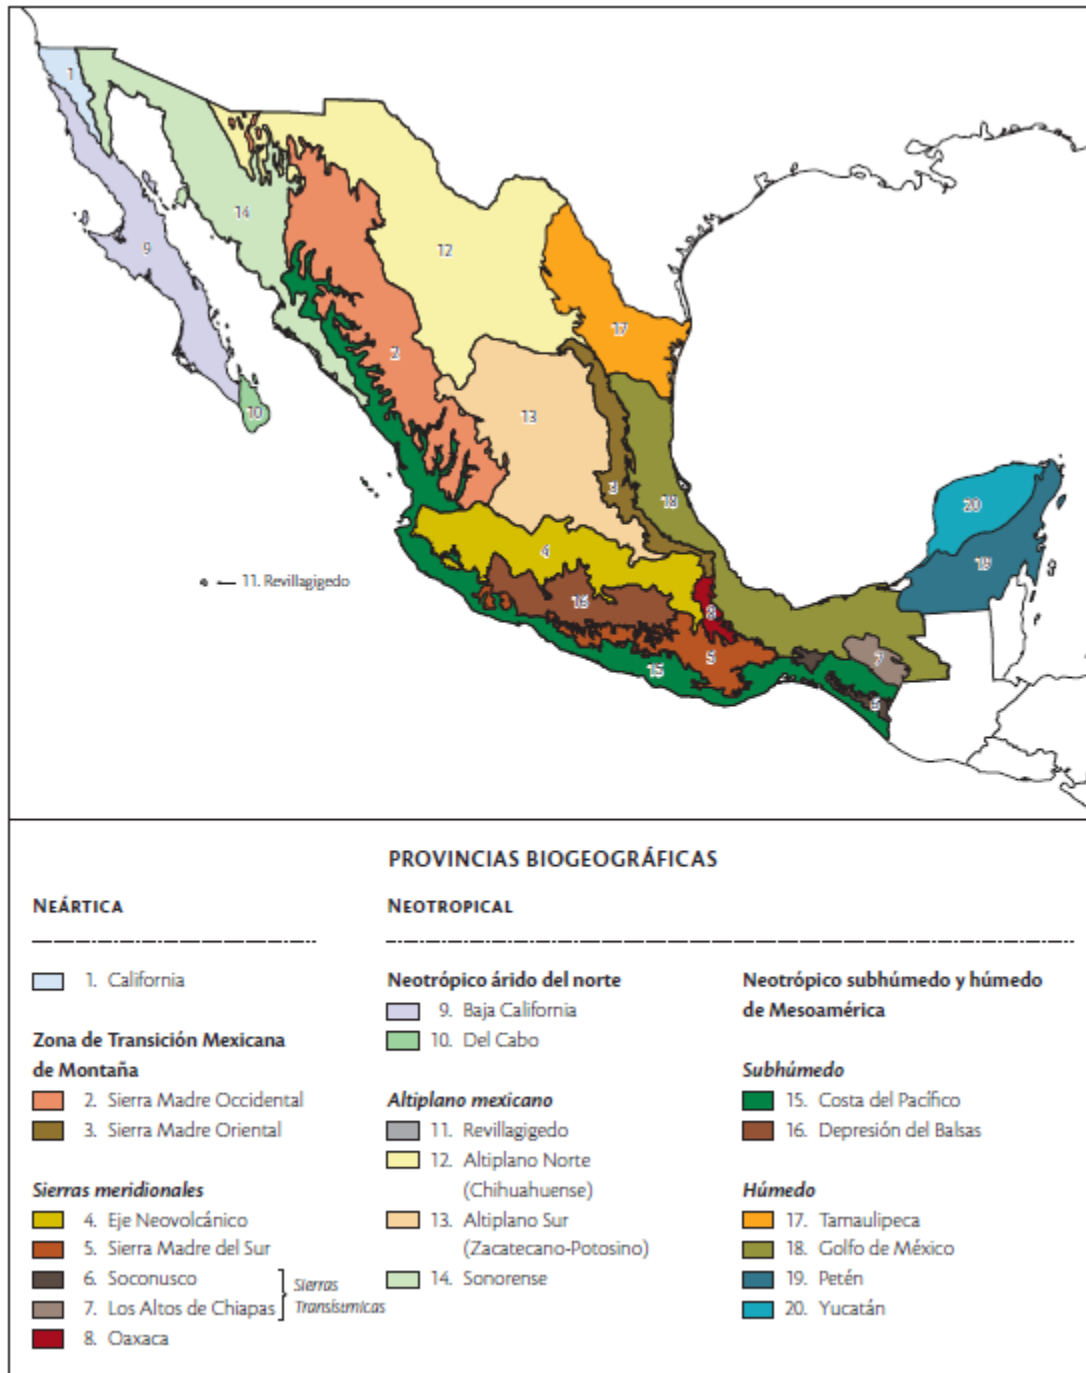 1
14
9
12
2
17
10
13
3
18
20
4
19
11. Revillagigedo
16
8
5
7
15
6
PROVINCIAS BIOGEOGRÁFICAS
NEÁRTICA
1. California
Zona de Transición Mexicana
de Montaña
2. Sierra Madre Occidental
3. Sierra Madre Oriental
Sierras meridionales
4. Eje Neovolcánico
5. Sierra Madre del Sur
6. Soconusco
7. Los Altos de Chiapas
Sierras
Transísmicas
8. Oaxaca
NEOTROPICAL
Neotrópico árido del norte
9. Baja California
10. Del Cabo
Altiplano mexicano
11. Revillagigedo
12. Altiplano Norte
(Chihuahuense)
13. Altiplano Sur
(Zacatecano-Potosino)
14. Sonorense
Neotrópico subhúmedo y húmedo
de Mesoamérica
Subhúmedo
15. Costa del Pacífico
16. Depresión del Balsas
Húmedo
17. Tamaulipeca
18. Golfo de México
19. Petén
20. Yucatán